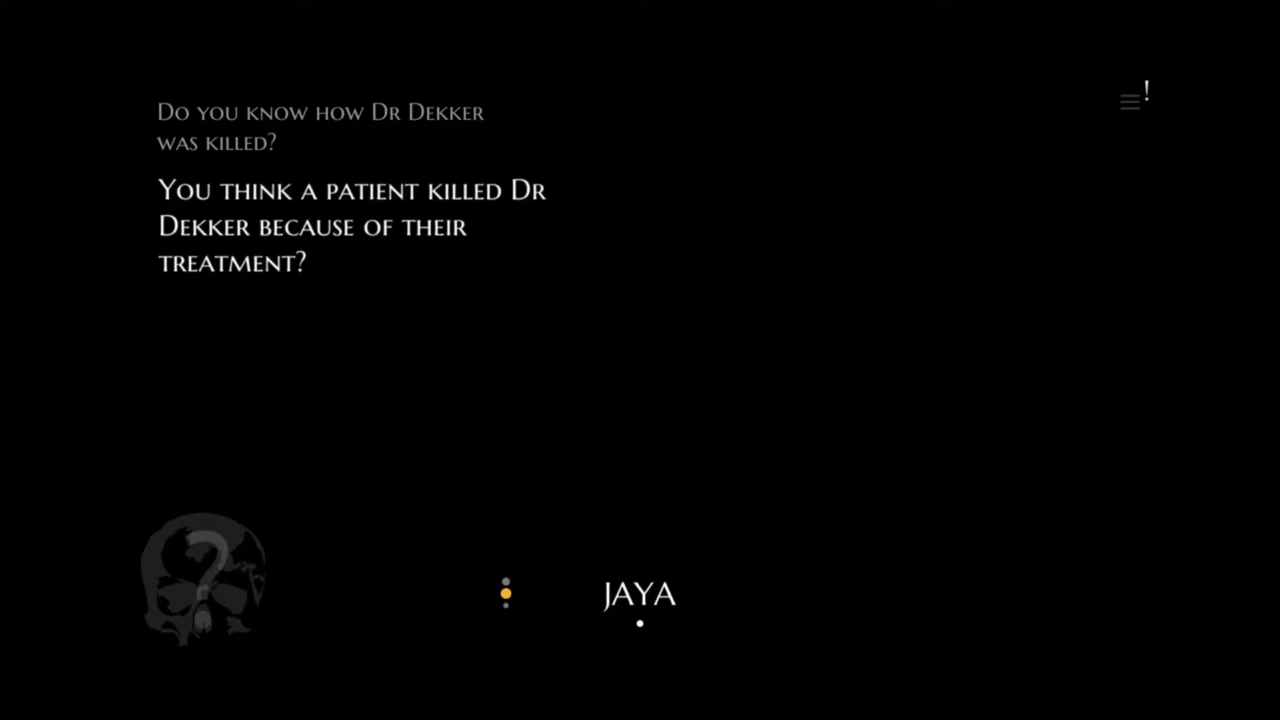 Do you know how Dr Dekker
was killed?
!
You think a patient killed Dr
Dekker because of their
treatment?
?
JAYA